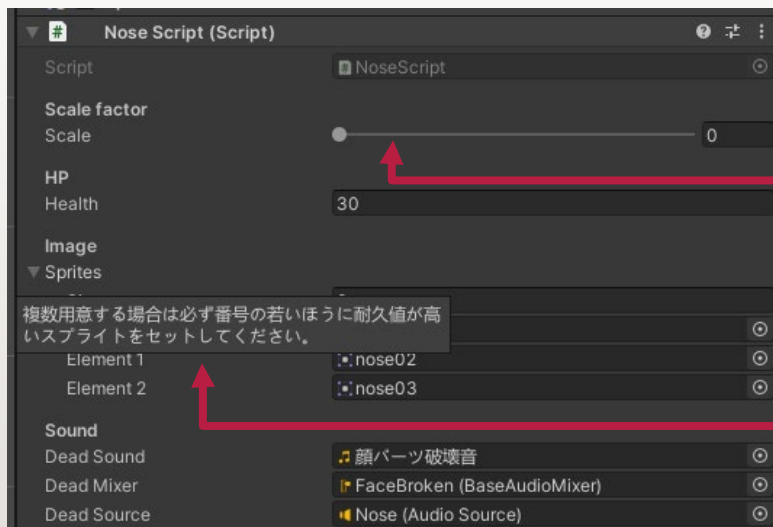 Nose Script (Script)
Script NoseScript
Scale factor
Scale 0
HP
Health 30
Image
Sprites
複数用意する場合は必ず番号の若いほうに耐久値が高
いスプライトをセットしてください。
Element 1 nose02
Element 2 nose03
Sound
Dead Sound 顔パーツ破壊音
Dead Mixer FaceBroken (BaseAudioMixer)
Dead Source Nose (Audio Source)